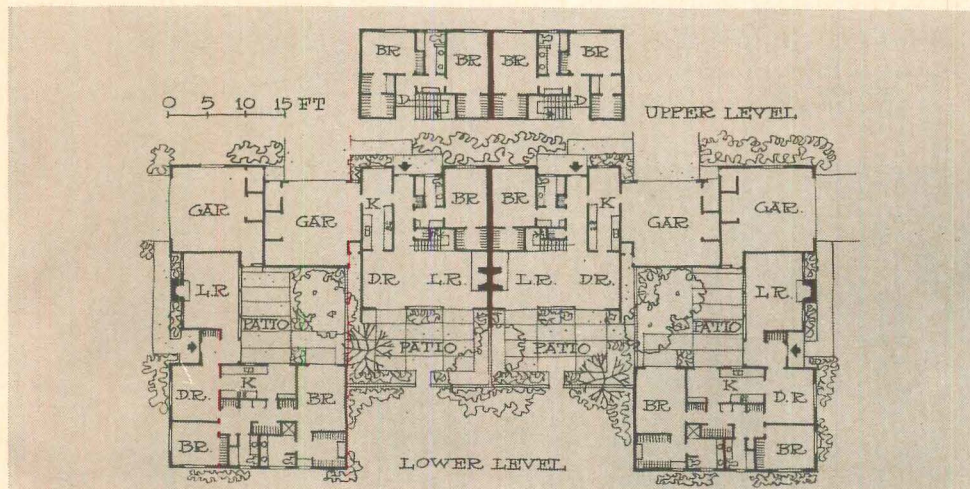 BR BR BR BR
D D
0 5 10 15 FT
UPPER LEVEL
GAR GAR K BR BR K GAR GAR.
L.R D.R. L.R. L.R. D.R. L.R
PATIO PATIO PATIO PATIO
D.R. K BR BR K D.R
BR BR
LOWER LEVEL